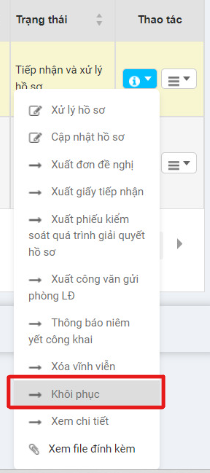 Trạng thái Thao tác
Tiếp nhận và xử lý
hồ sơ
Xử lý hồ sơ
Cập nhật hồ sơ
Xuất đơn đề nghị
Xuất giấy tiếp nhận
Xuất phiếu kiểm
soát quá trình giải quyết
hồ sơ
Xuất công văn gửi
phòng LĐ
Thông báo niêm
yết công khai
Xóa vĩnh viễn
Khôi phục
Xem chi tiết
Xem file đính kèm